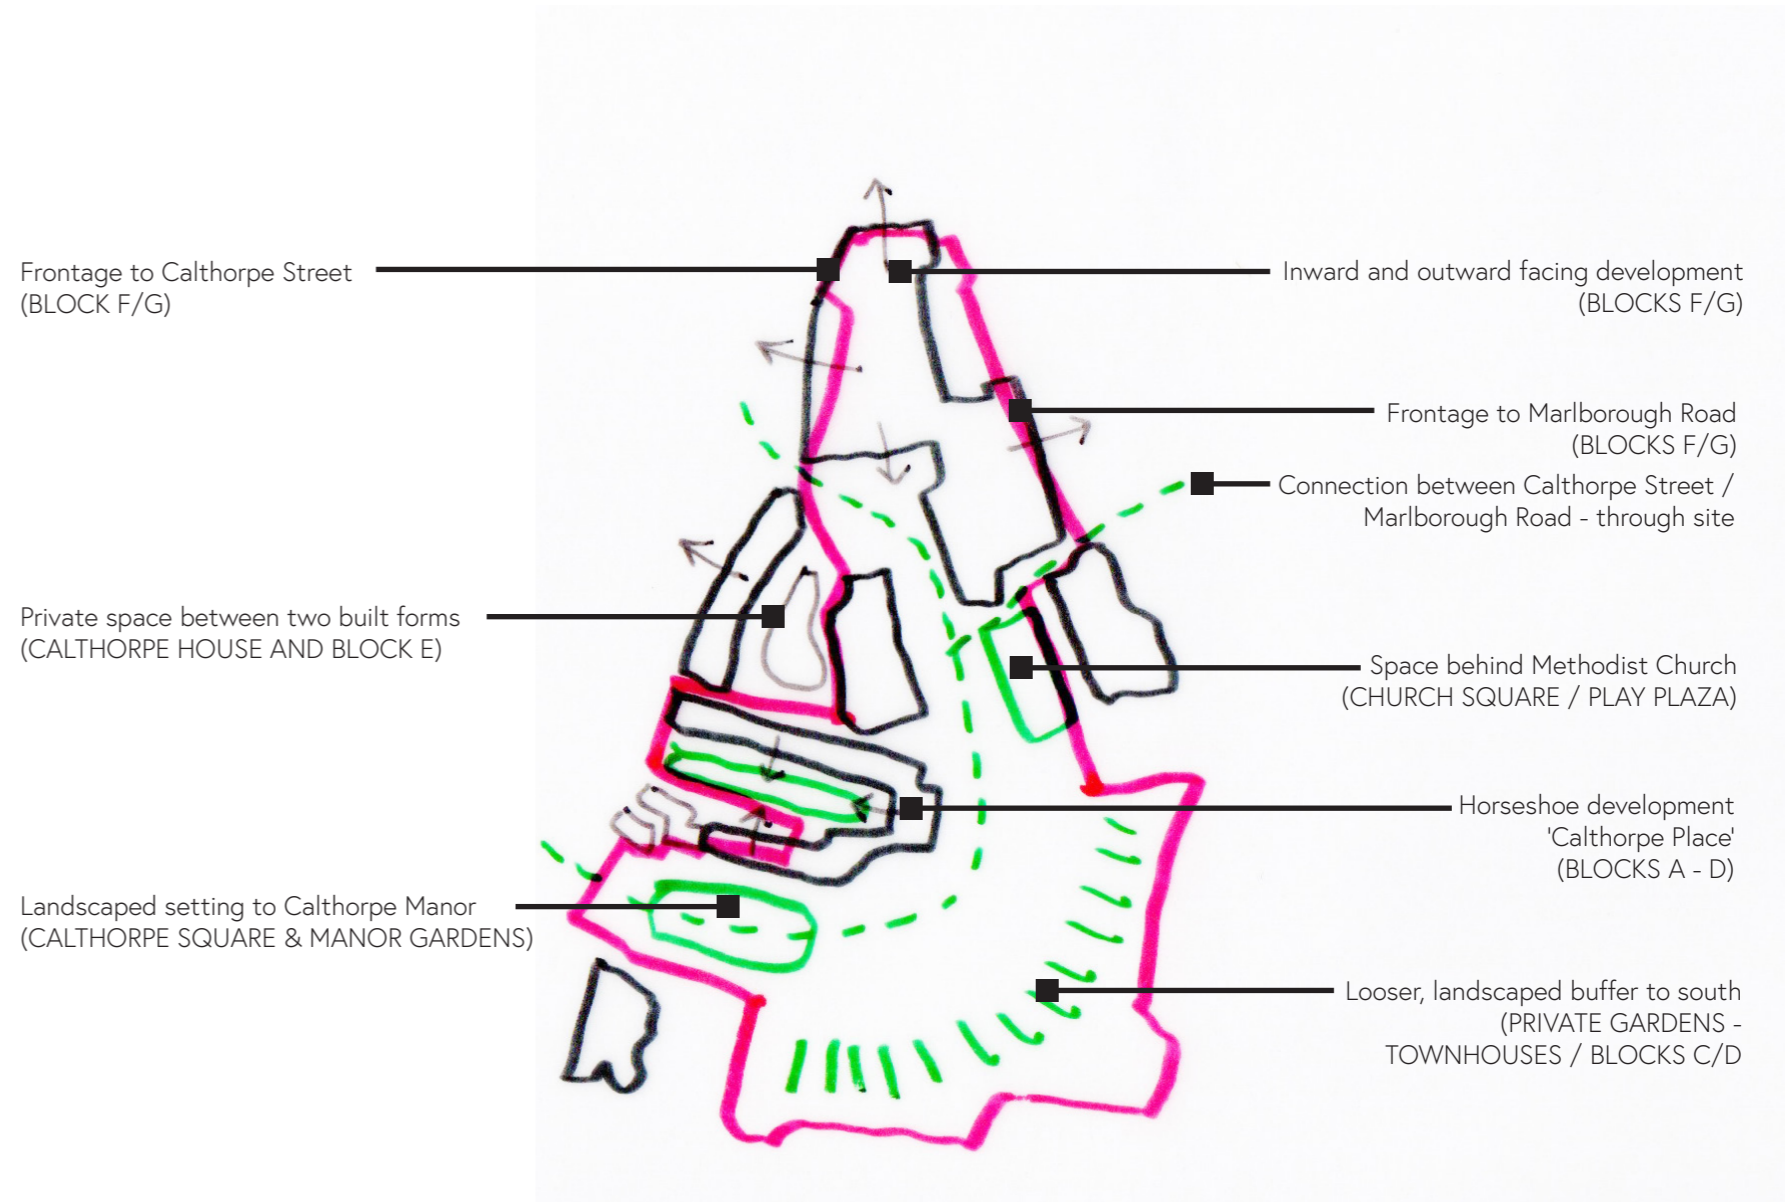 Frontage to Calthorpe Street
(BLOCK F/G)
Inward and outward facing development
(BLOCKS F/G)
Frontage to Marlborough Road
(BLOCKS F/G)
Connection between Calthorpe Street /
Marlborough Road - through site
Private space between two built forms
(CALTHORPE HOUSE AND BLOCK E)
Space behind Methodist Church
(CHURCH SQUARE / PLAY PLAZA)
Horseshoe development
'Calthorpe Place'
(BLOCKS A - D)
Landscaped setting to Calthorpe Manor
(CALTHORPE SQUARE & MANOR GARDENS)
Looser, landscaped buffer to south
(PRIVATE GARDENS -
TOWNHOUSES / BLOCKS C/D